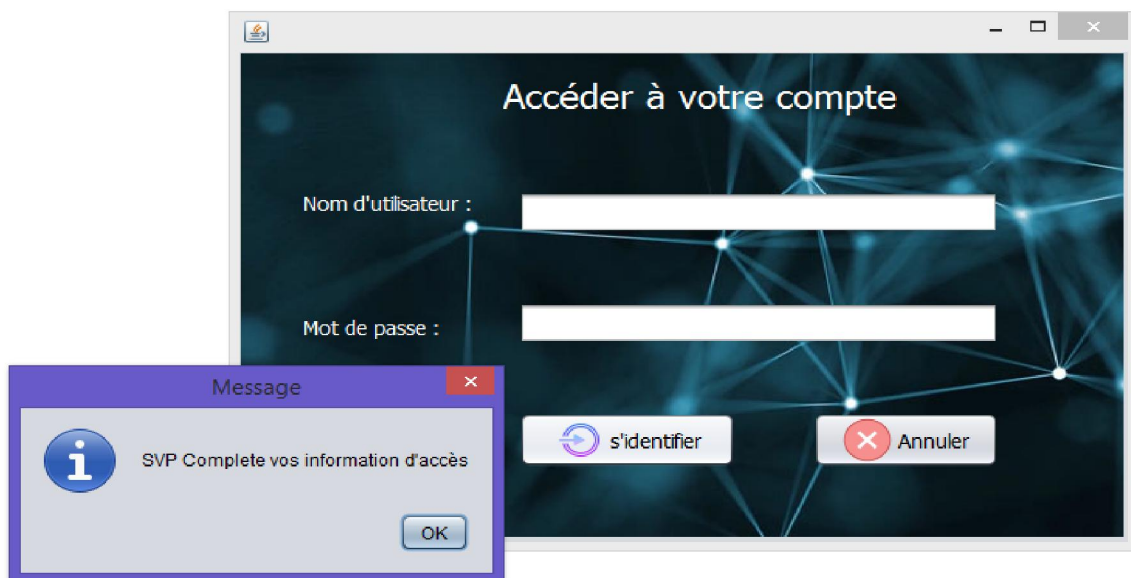 Accéder à votre compte
Nom d'utilisateur :
Mot de passe :
s'identifier
Annuler
Message
SVP Complete vos information d'accès
OK